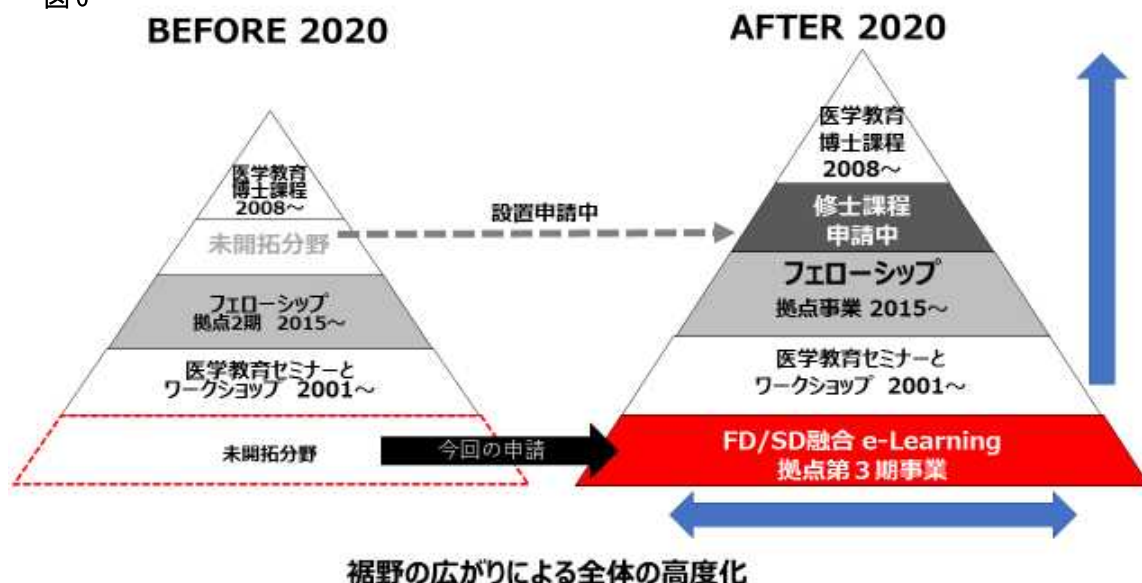 BEFORE 2020
医学教育
博士課程
2008～
未開拓分野
フェローシップ
拠点2期 2015～
医学教育セミナーと
ワークショップ 2001～
未開拓分野
設置申請中
今回の申請
AFTER 2020
医学教育
博士課程
2008～
修士課程
申請中
フェローシップ
拠点事業 2015～
医学教育セミナーと
ワークショップ 2001～
FD/SD融合 e-Learning
拠点第３期事業
裾野の広がりによる全体の高度化